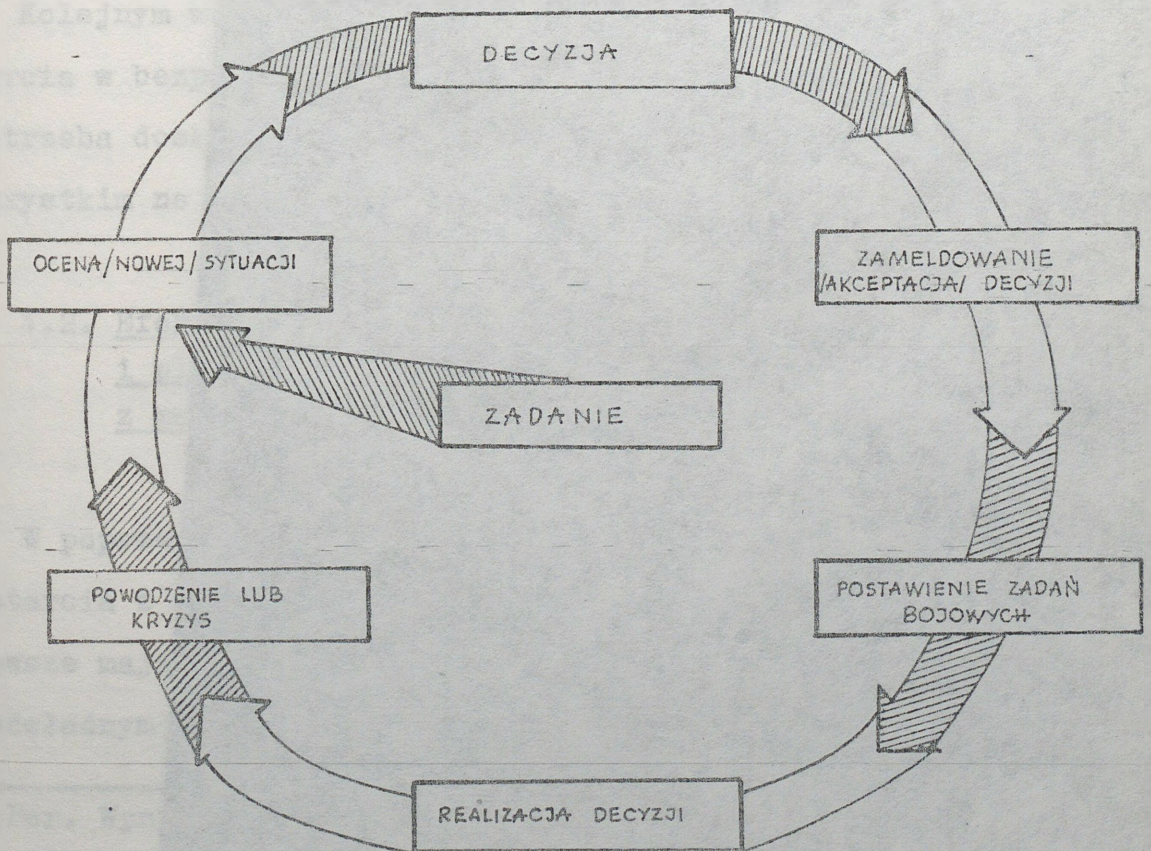 DECYZJA
OCENA/NOWEJ/SYTUACJI
ZAMELDOWANIE
/AKCEPTACJA/ DECYZJI
ZADANIE
POWODZENIE LUB
KRYZYS
POSTAWIENIE ZADAŃ
BOJOWYCH
REALIZACJA DECYZJI
Kolejnym